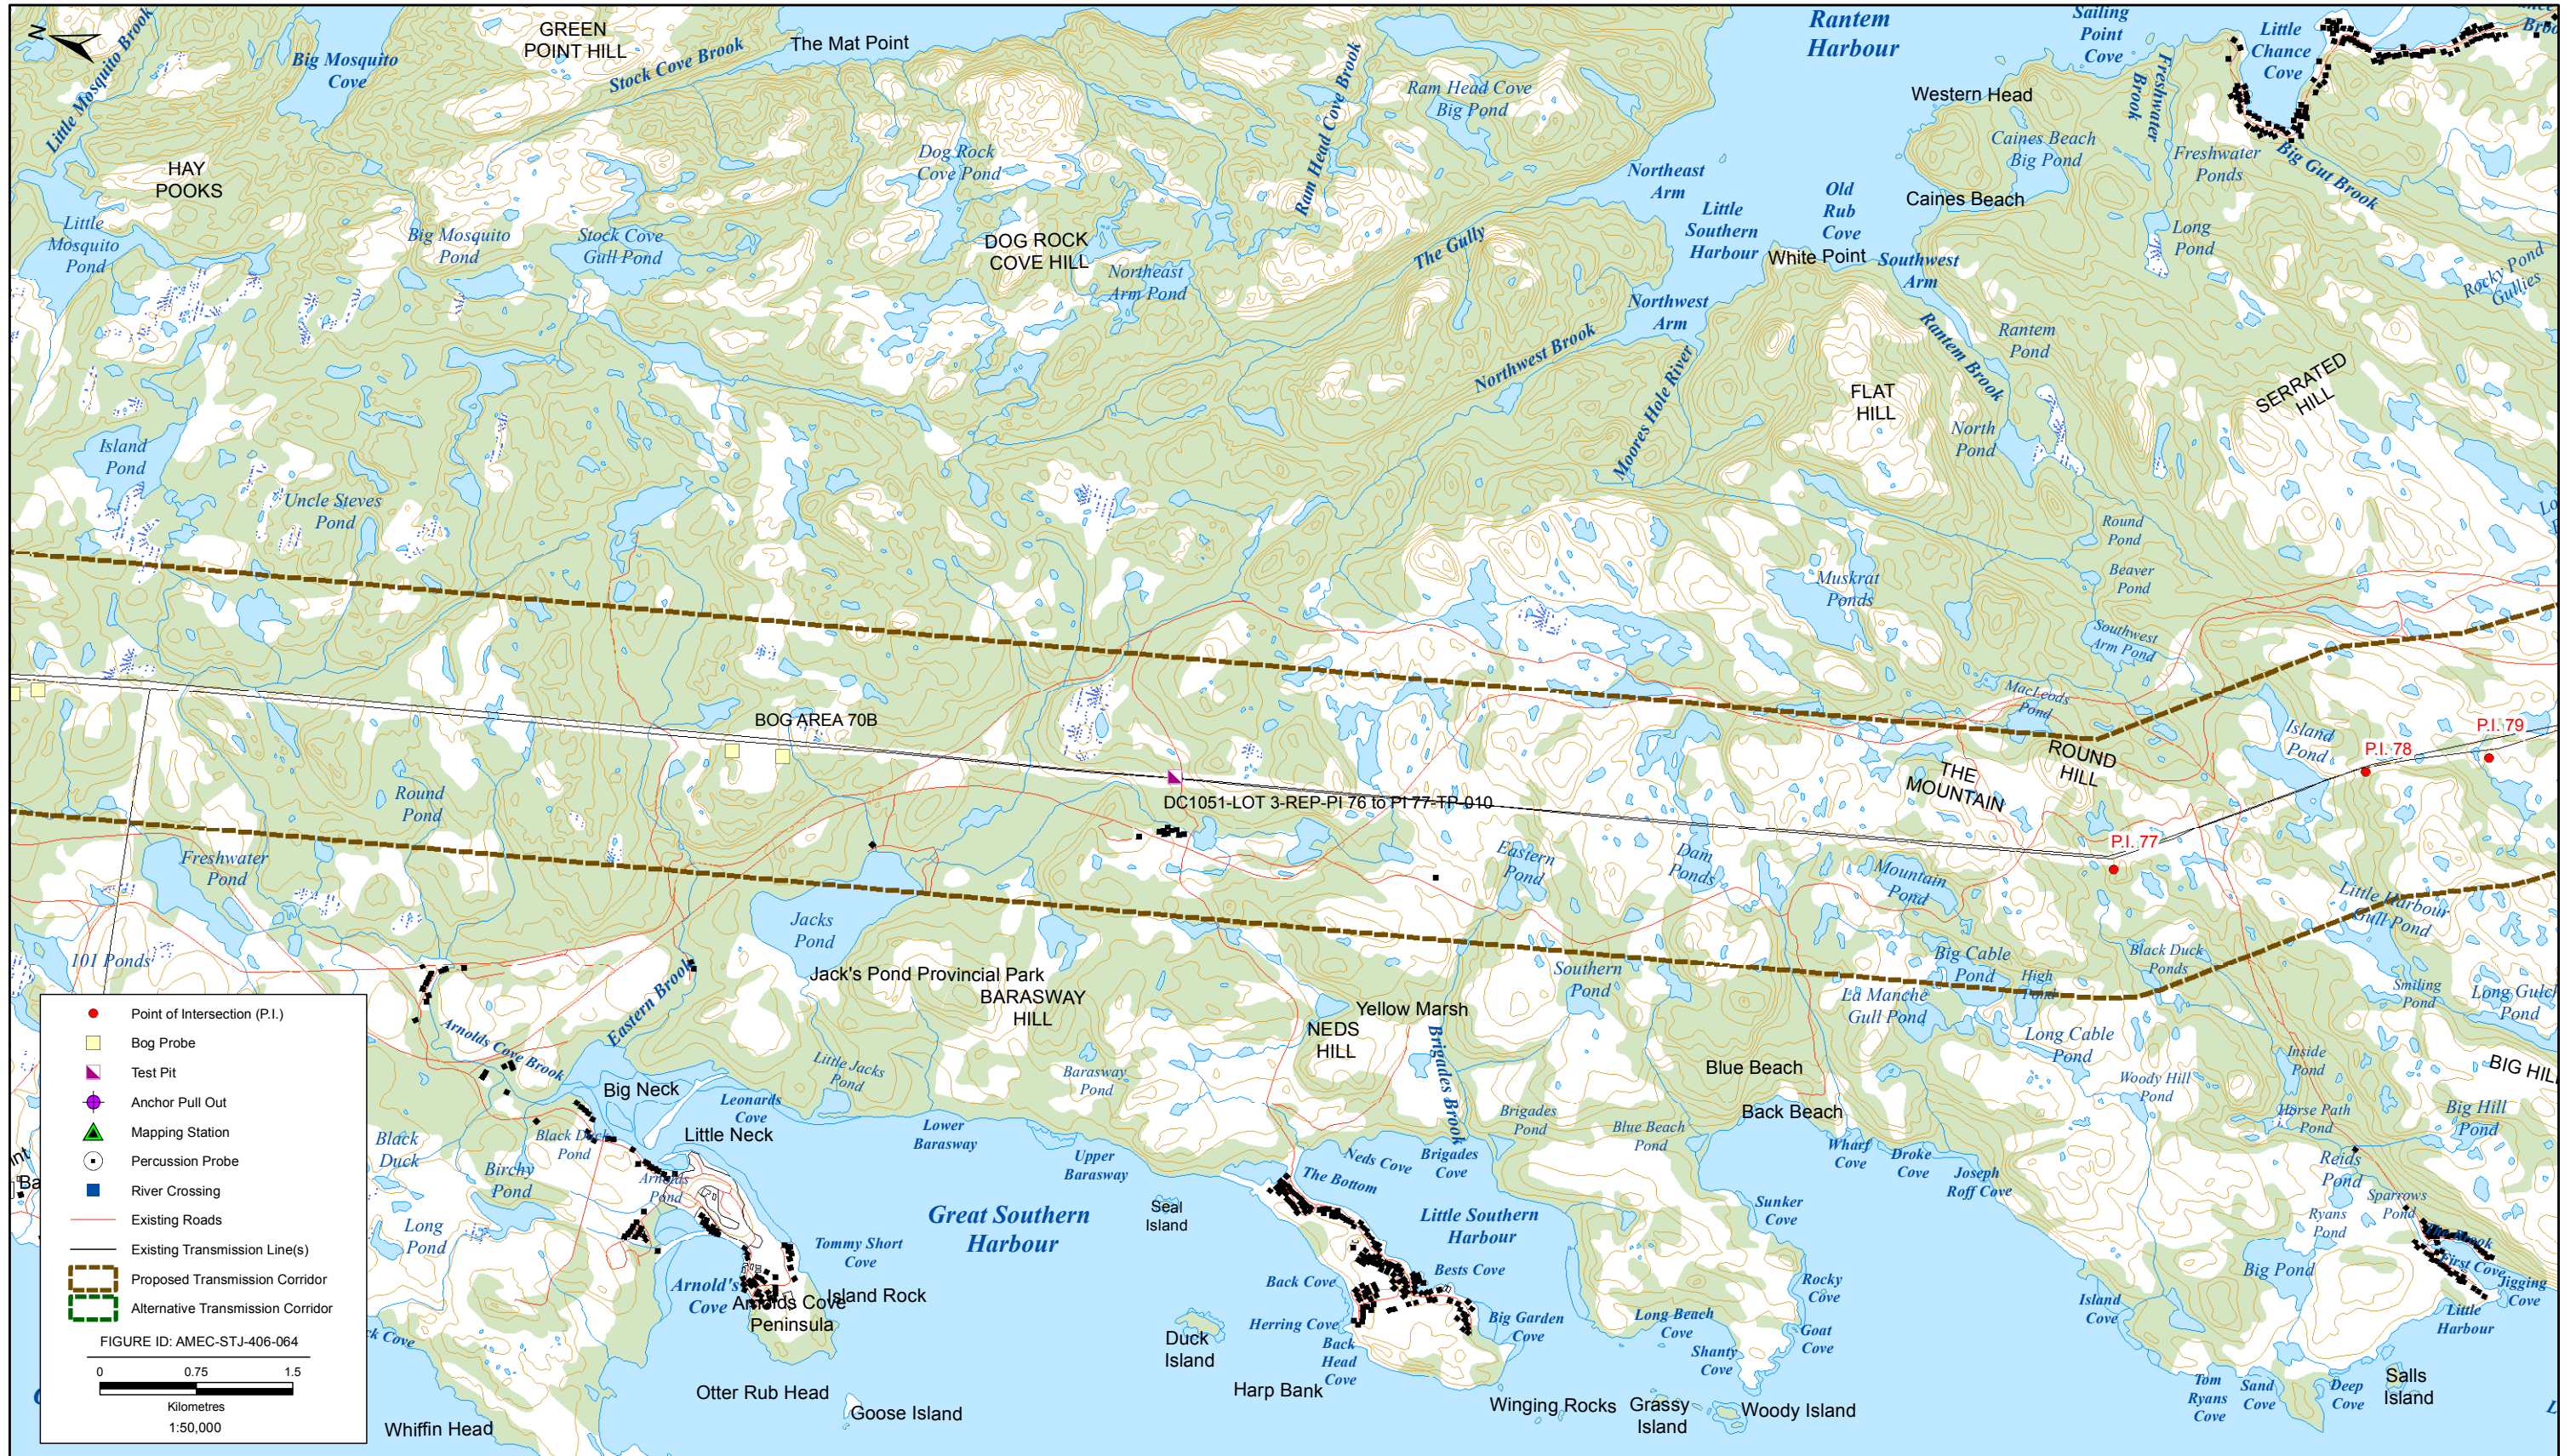 N
Little Mosquito Brook
Big Mosquito
Cove
GREEN
POINT HILL
Stock Cove Brook
The Mat Point
Ram Head Cove Brook
Ram Head Cove
Big Pond
Rantem
Harbour
Sailing
Point
Cove
Freshwater
Brook
Little
Chance
Cove
Western Head
Caines Beach
Big Pond
Freshwater
Ponds
Big Gut Brook
HAY
POOKS
Dog Rock
Cove Pond
Northeast
Arm
Old
Rub
Cove
Caines Beach
Little
Mosquito
Pond
Big Mosquito
Pond
Stock Cove
Gull Pond
DOG ROCK
COVE HILL
Northeast
Arm Pond
The Gully
Little
Southern
Harbour
White Point
Southwest
Arm
Long
Pond
Rocky Pond
Gullies
Northwest
Arm
Northwest Brook
Moores Hole River
Rantem Brook
Rantem
Pond
FLAT
HILL
North
Pond
SERRATED
HILL
Island
Pond
Uncle Steves
Pond
Round
Pond
Beaver
Pond
Muskrat
Ponds
Southwest
Arm Pond
MacLeods
Pond
BOG AREA 70B
Island
Pond
P.I. 78
P.I. 79
ROUND
HILL
THE
MOUNTAIN
DC1051-LOT 3-REP-PI 76 to PI 77-TP-010
P.I. 77
Round
Pond
Freshwater
Pond
Eastern
Pond
Dam
Ponds
Mountain
Pond
Little Harbour
Gull Pond
Jacks
Pond
101 Ponds
Jack's Pond Provincial Park
BARASWAY
HILL
Southern
Pond
Big Cable
Pond
High
Pond
Black Duck
Ponds
Smiling
Pond
Long Gulch
Pond
Eastern Brook
Arnolds Cove Brook
Yellow Marsh
NEDS
HILL
Brigades Brook
La Manche
Gull Pond
Long Cable
Pond
Inside
Pond
BIG HILL
Little Jacks
Pond
Barasway
Pond
Blue Beach
Back Beach
Woody Hill
Pond
Horse Path
Pond
Big Hill
Pond
Big Neck
Leonards
Cove
Little Neck
Lower
Barasway
Upper
Barasway
Brigades
Pond
Blue Beach
Pond
Black
Duck
Black Duck
Pond
Birchy
Pond
Arnolds
Pond
Neds Cove
Brigades
Cove
The Bottom
Wharf
Cove
Droke
Cove
Joseph
Roff Cove
Reids
Pond
Sparrows
Pond
Ryans
Pond
Long
Pond
Seal
Island
Great Southern
Harbour
Little Southern
Harbour
Sunker
Cove
The Brook
First Cove
Jigging
Cove
Tommy Short
Cove
Arnold's
Cove
Arnolds Cove
Peninsula
Island Rock
Back Cove
Bests Cove
Rocky
Cove
Big Pond
Island
Cove
Little
Harbour
Duck
Island
Herring Cove
Back
Head
Cove
Big Garden
Cove
Long Beach
Cove
Shanty
Cove
Goat
Cove
Otter Rub Head
Goose Island
Harp Bank
Winging Rocks
Grassy
Island
Woody Island
Tom
Ryans
Cove
Sand
Cove
Deep
Cove
Salls
Island
Whiffin Head
Point of Intersection (P.I.)
Bog Probe
Test Pit
Anchor Pull Out
Mapping Station
Percussion Probe
River Crossing
Existing Roads
Existing Transmission Line(s)
Proposed Transmission Corridor
Alternative Transmission Corridor
FIGURE ID: AMEC-STJ-406-064
0 0.75 1.5
Kilometres
1:50,000